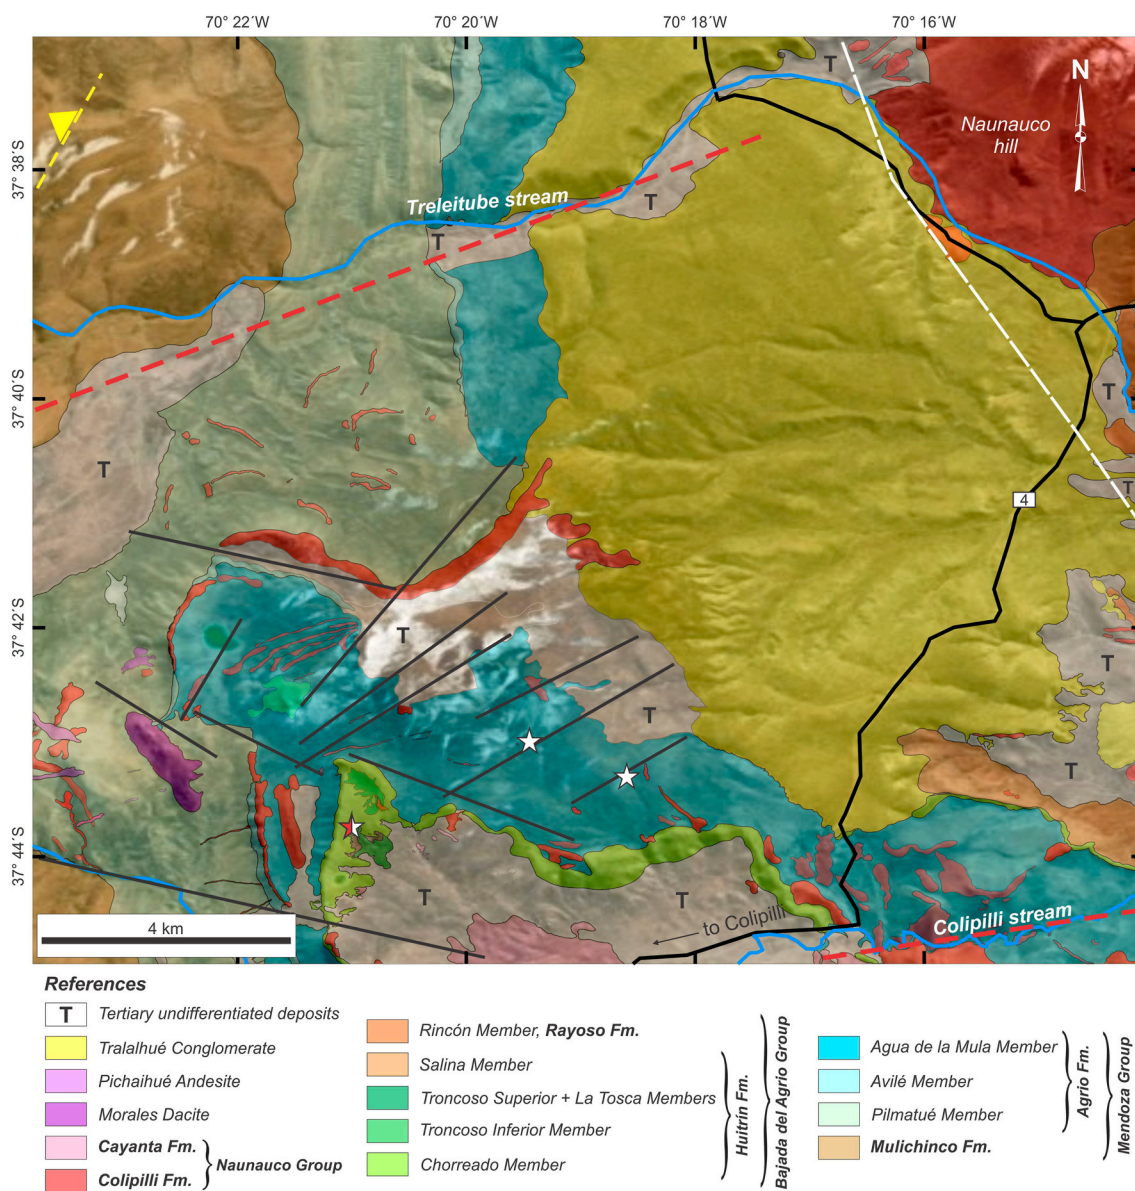 70° 22´W 70° 20´W 70° 18´W 70° 16´W
T
N
Naunauco
hill
37° 38´S
Treleitube stream
T
T
37° 40´S
T
T
4
T
37° 42´S
T
T
T
T
37° 44´S
T
T
to Colipilli
Colipilli stream
4 km
References
T Tertiary undifferentiated deposits
Tralalhué Conglomerate
Pichaihué Andesite
Morales Dacite
Cayanta Fm.
Colipilli Fm.
Naunauco Group
Rincón Member, Rayoso Fm.
Salina Member
Troncoso Superior + La Tosca Members
Troncoso Inferior Member
Chorreado Member
Huitrín Fm.
Bajada del Agrio Group
Agua de la Mula Member
Avilé Member
Pilmatué Member
Mulichinco Fm.
Agrio Fm.
Mendoza Group